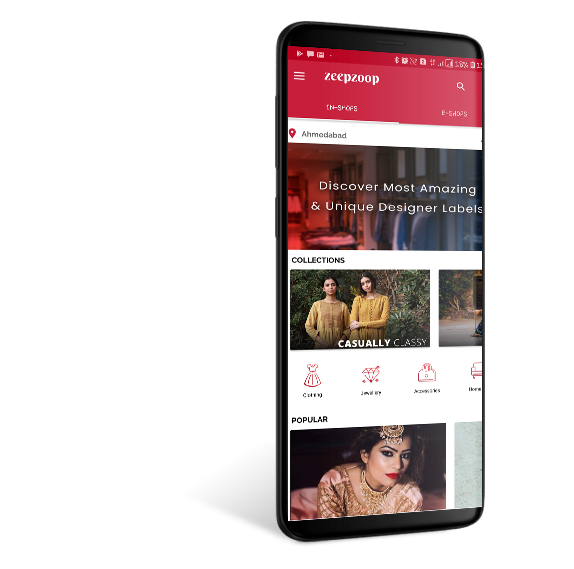 zeepzoop
IN-SHOPS
E-SHOPS
Ahmedabad
Discover Most Amazing
& Unique Designer Labels
COLLECTIONS
CASUALLY CLASSY
Clothing
Jewellery
Accessories
Home
POPULAR